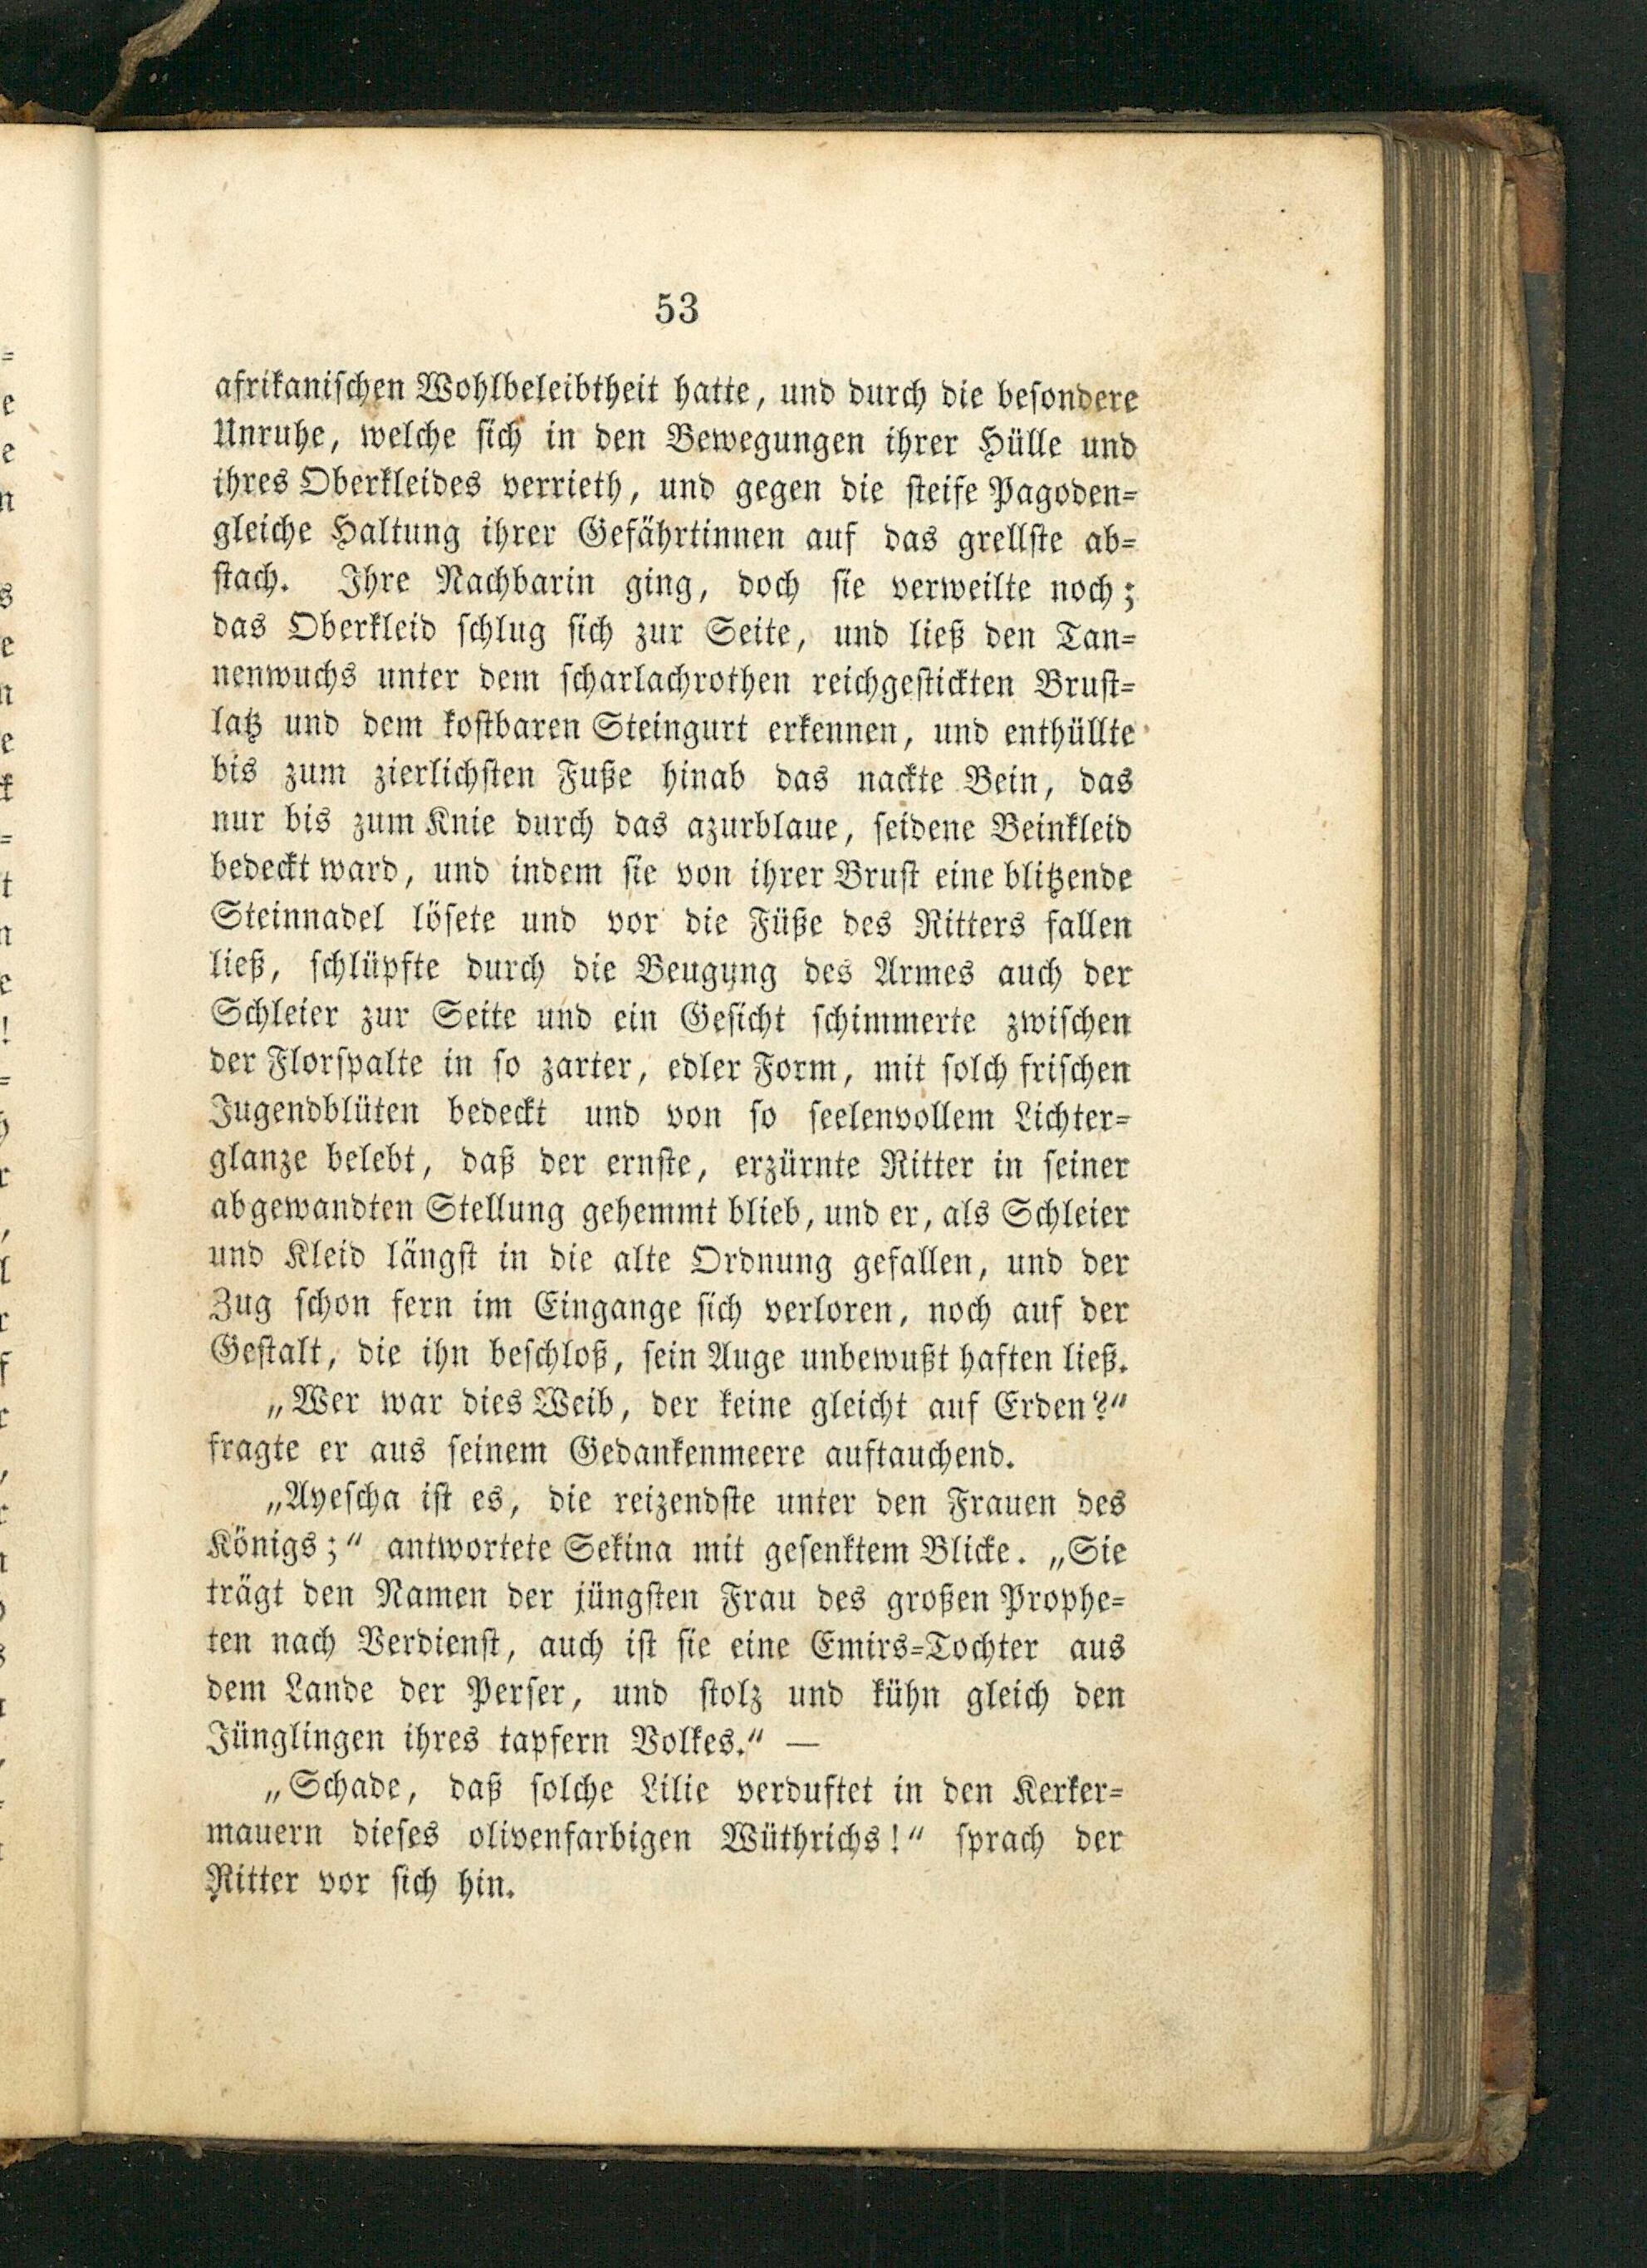 53
afrikanischen Wohlbeleibtheit hatte, und durch die besondere
Unruhe, welche sich in den Bewegungen ihrer Hülle und
ihres Oberkleides verrieth, und gegen die steife Pagoden=
gleiche Haltung ihrer Gefährtinnen auf das grellste ab=
stach. Ihre Nachbarin ging, doch sie verweilte noch;
das Oberkleid schlug sich zur Seite, und ließ den Tan=
nenwuchs unter dem scharlachrothen reichgestickten Brust=
latz und dem kostbaren Steingurt erkennen, und enthüllte
bis zum zierlichsten Fuße hinab das nackte Bein, das
nur bis zum Knie durch das azurblaue, seidene Beinkleid
bedeckt ward, und indem sie von ihrer Brust eine blitzende
Steinnadel lösete und vor die Füße des Ritters fallen
ließ, schlüpfte durch die Beugung des Armes auch der
Schleier zur Seite und ein Gesicht schimmerte zwischen
der Florspalte in so zarter, edler Form, mit solch frischen
Jugendblüten bedeckt und von so seelenvollem Lichter=
glanze belebt, daß der ernste, erzürnte Ritter in seiner
abgewandten Stellung gehemmt blieb, und er, als Schleier
und Kleid längst in die alte Ordnung gefallen, und der
Zug schon fern im Eingange sich verloren, noch auf der
Gestalt, die ihn beschloß, sein Auge unbewußt haften ließ.
„Wer war dies Weib, der keine gleicht auf Erden?“
fragte er aus seinem Gedankenmeere auftauchend.
„Ayescha ist es, die reizendste unter den Frauen des
Königs;“ antwortete Sekina mit gesenktem Blicke. „Sie
trägt den Namen der jüngsten Frau des großen Prophe=
ten nach Verdienst, auch ist sie eine Emirs=Tochter aus
dem Lande der Perser, und stolz und kühn gleich den
Jünglingen ihres tapfern Volkes.“ —
„Schade, daß solche Lilie verduftet in den Kerker=
mauern dieses olivenfarbigen Wüthrichs!“ sprach der
Ritter vor sich hin.